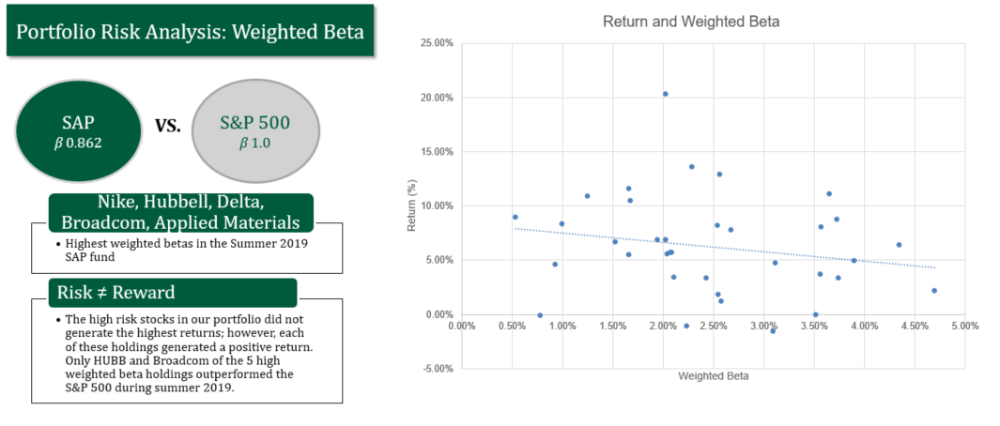 Portfolio Risk Analysis: Weighted Beta
SAP
β 0.862
VS.
S&P 500
β 1.0
Nike, Hubbell, Delta,
Broadcom, Applied Materials
• Highest weighted betas in the Summer 2019
SAP fund
Risk ≠ Reward
• The high risk stocks in our portfolio did not
generate the highest returns; however, each
of these holdings generated a positive return.
Only HUBB and Broadcom of the 5 high
weighted beta holdings outperformed the
S&P 500 during summer 2019.
Return and Weighted Beta
Return (%)
25.00%
20.00%
15.00%
10.00%
5.00%
0.00%
-5.00%
0.00% 0.50% 1.00% 1.50% 2.00% 2.50% 3.00% 3.50% 4.00% 4.50% 5.00%
Weighted Beta